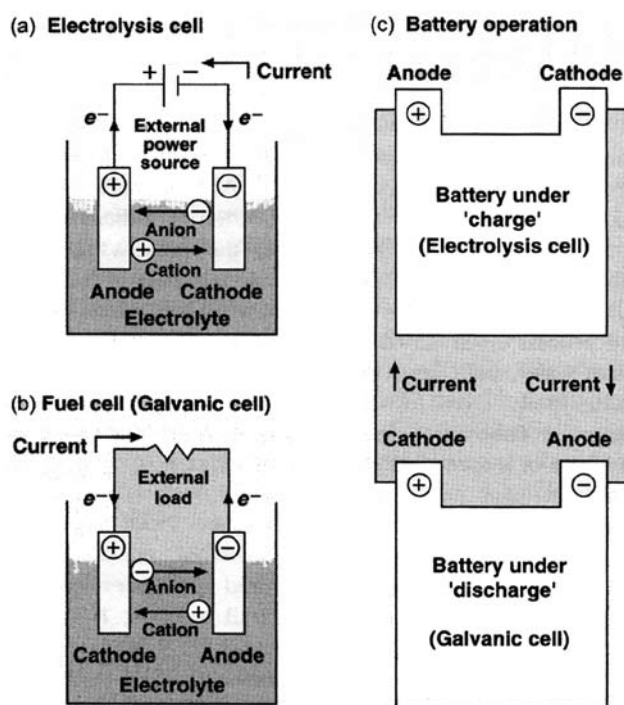 (a) Electrolysis cell
+ −
Current
e−
e−
External
power
source
+
−
−
Anion
+
Cation
Anode
Cathode
Electrolyte
(b) Fuel cell (Galvanic cell)
Current
External
load
e−
e−
+
−
−
Anion
+
Cation
Cathode
Anode
Electrolyte
(c) Battery operation
Anode
Cathode
+
−
Battery under
'charge'
(Electrolysis cell)
Current
Current
Cathode
Anode
+
−
Battery under
'discharge'
(Galvanic cell)